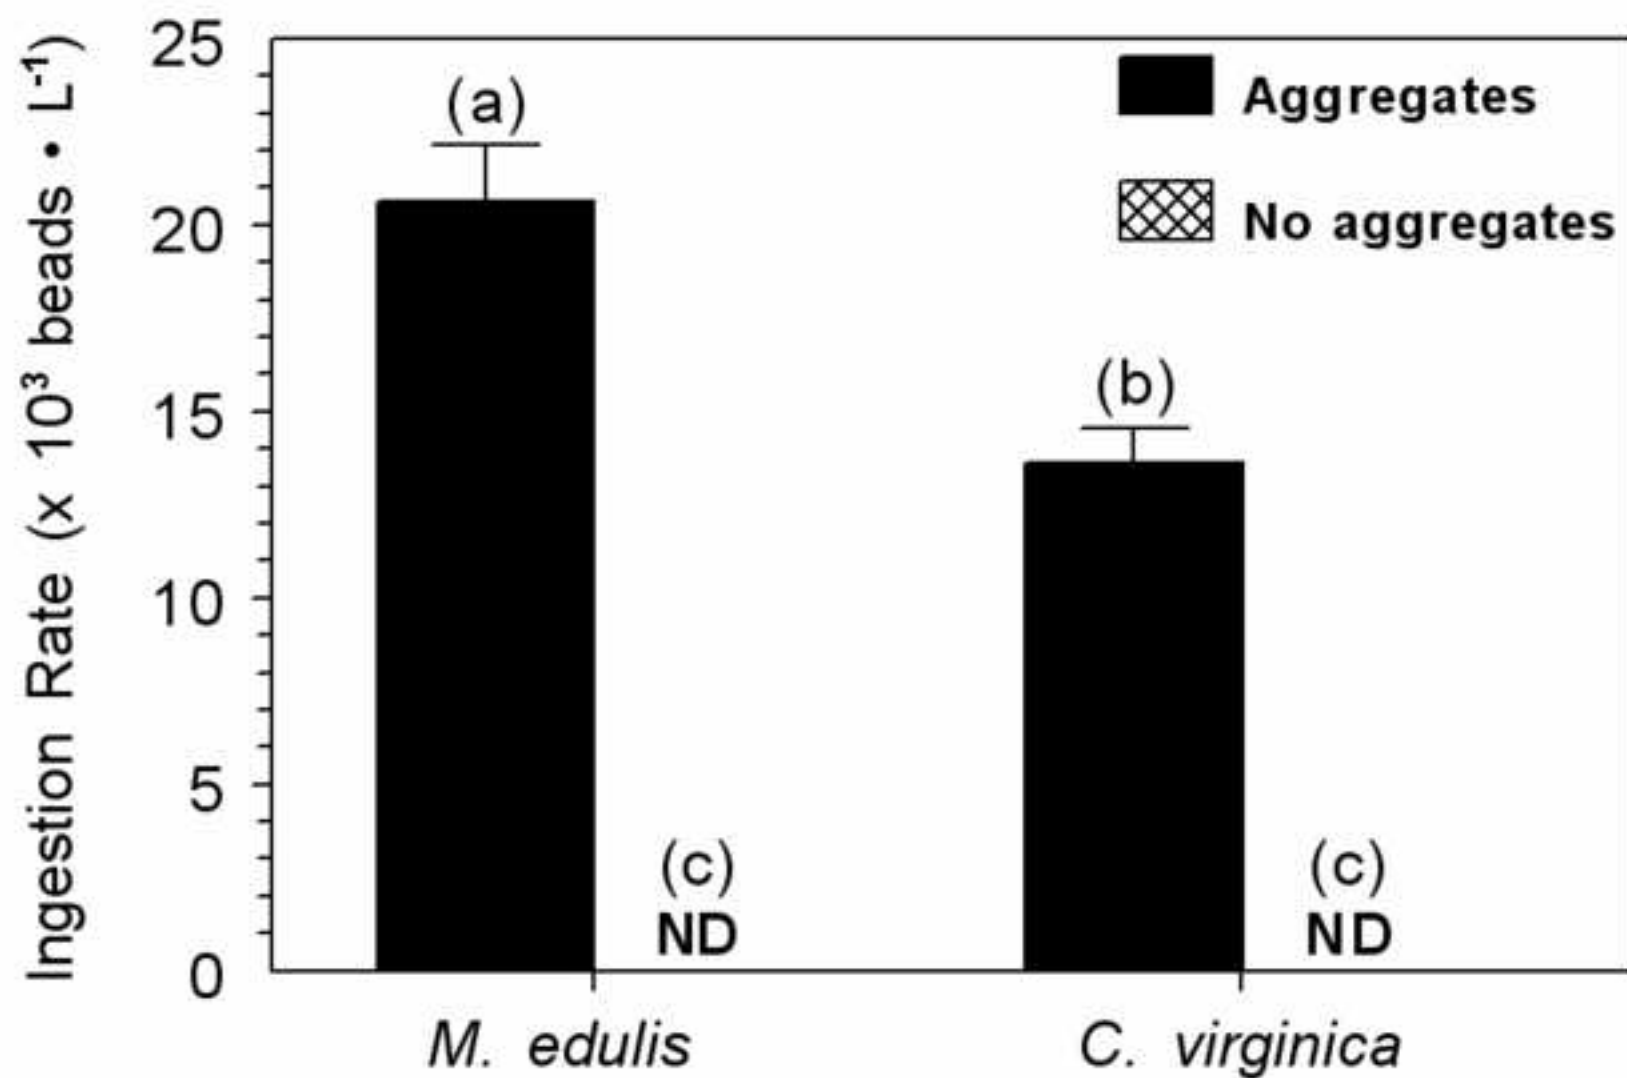 Ingestion Rate (x 10³ beads • L⁻¹)
25
20
15
10
5
0
(a)
(b)
(c)
ND
(c)
ND
Aggregates
No aggregates
M. edulis
C. virginica